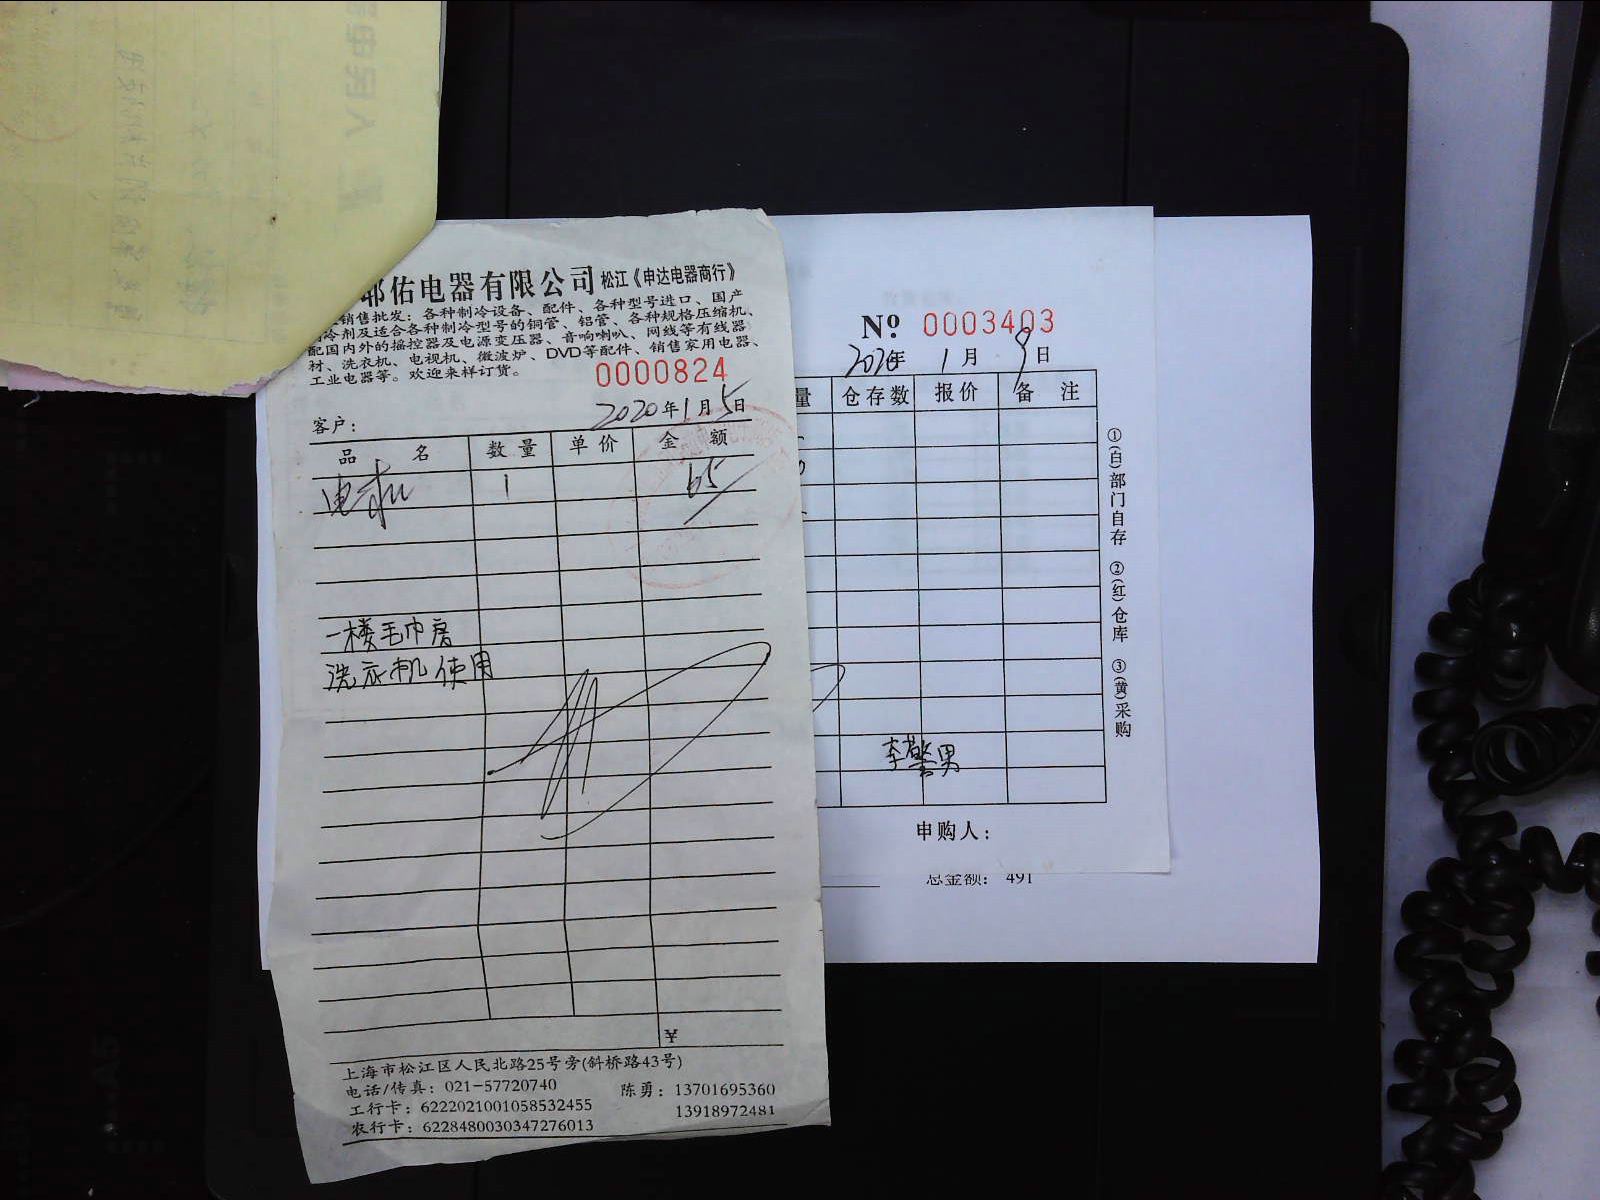 佑电器有限公司 松江《申达电器商行》
销售批发：各种制冷设备、配件、各种型号进口、国产
冷剂及适合各种制冷型号的铜管、铝管、各种规格压缩机、
配国内外的摇控器及电源变压器、音响喇叭、网线等有线器
材、洗衣机、电视机、微波炉、DVD等配件、销售家用电器、
工业电器等。欢迎来样订货。
0000824
客户： 2020年1月5日
品名 数量 单价 金额
电机 1 65
一楼毛巾房
洗衣机使用
¥
上海市松江区人民北路25号旁(斜桥路43号)
电话/传真：021-57720740 陈勇：13701695360
工行卡：6222021001058532455 13918972481
农行卡：6228480030347276013
№ 0003403
2020年1月9日
量 仓存数 报价 备注
李擎男
申购人：
总金额： 491
①(白)部门自存 ②(红)仓库 ③(黄)采购